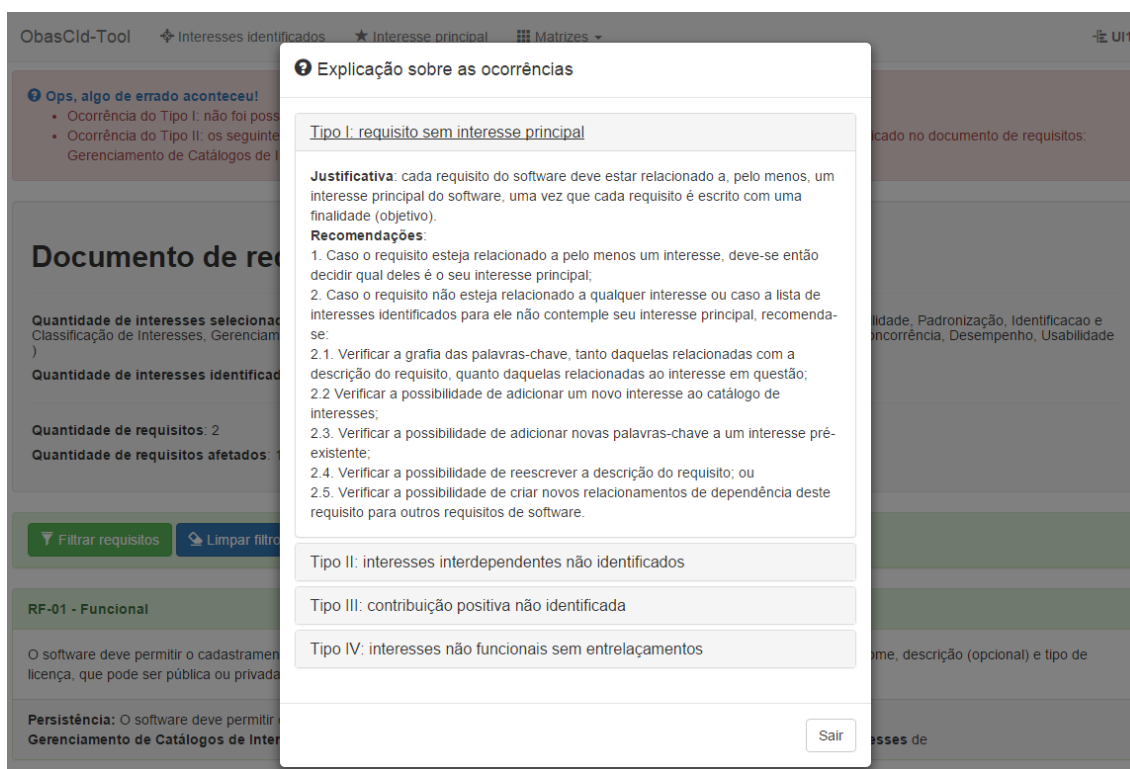 ObasCId-Tool Interesses identificados Interesse principal Matrizes UI1
Explicação sobre as ocorrências
Ops, algo de errado aconteceu!
Ocorrência do Tipo I: não foi
Ocorrência do Tipo II: os
icado no documento de requisitos:
Gerenciamento de Catálogos de
Tipo I: requisito sem interesse principal
Justificativa: cada requisito do software deve estar relacionado a, pelo menos, um
interesse principal do software, uma vez que cada requisito é escrito com uma
finalidade (objetivo).
Recomendações:
1. Caso o requisito esteja relacionado a pelo menos um interesse, deve-se então
decidir qual deles é o seu interesse principal;
2. Caso o requisito não esteja relacionado a qualquer interesse ou caso a lista de
interesses identificados para ele não contemple seu interesse principal, recomenda-
se:
2.1. Verificar a grafia das palavras-chave, tanto daquelas relacionadas com a
descrição do requisito, quanto daquelas relacionadas ao interesse em questão;
2.2 Verificar a possibilidade de adicionar um novo interesse ao catálogo de
interesses;
2.3. Verificar a possibilidade de adicionar novas palavras-chave a um interesse pré-
existente;
2.4. Verificar a possibilidade de reescrever a descrição do requisito; ou
2.5. Verificar a possibilidade de criar novos relacionamentos de dependência deste
requisito para outros requisitos de software.
Tipo II: interesses interdependentes não identificados
Tipo III: contribuição positiva não identificada
Tipo IV: interesses não funcionais sem entrelaçamentos
Sair
Documento de
Quantidade de interesses
lidade, Padronização, Identificacao e
Classificação de Interesses,
oncorrência, Desempenho, Usabilidade
)
Quantidade de interesses
Quantidade de requisitos: 2
Quantidade de requisitos afetados: 1
Filtrar requisitos Limpar filtro
RF-01 - Funcional
O software deve permitir o
ome, descrição (opcional) e tipo de
licença, que pode ser pública ou privada
Persistência: O software deve permitir
Gerenciamento de Catálogos de
esses de